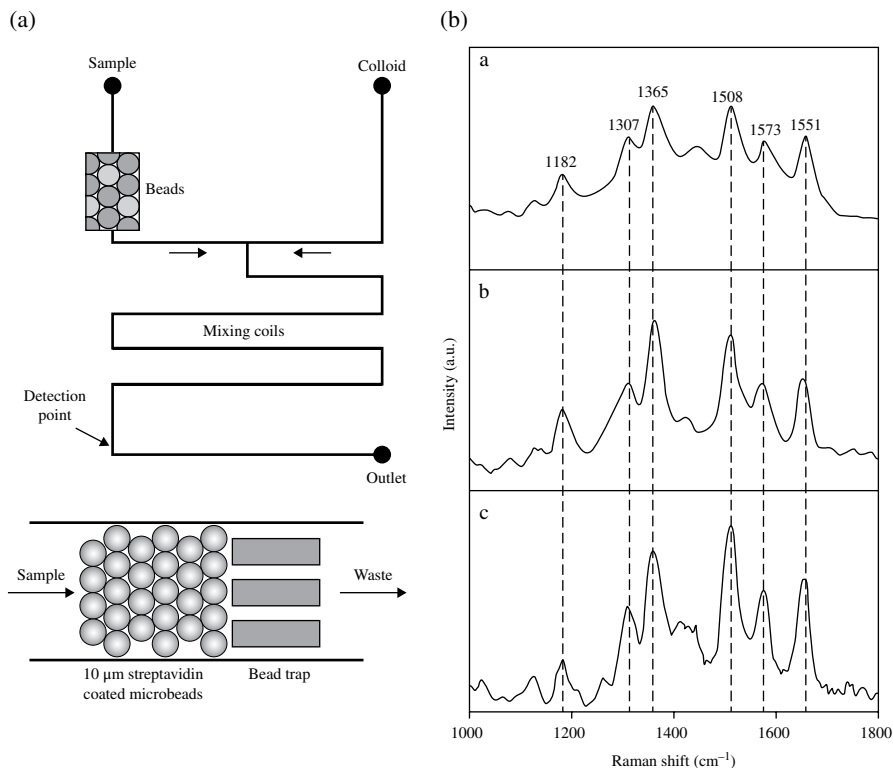 (a)
Sample
Colloid
Beads
Mixing coils
Detection
point
Outlet
Sample
Waste
10 μm streptavidin
coated microbeads
Bead trap
(b)
a
1182
1307
1365
1508
1573
1551
b
c
Intensity (a.u.)
1000
1200
1400
1600
1800
Raman shift (cm⁻¹)